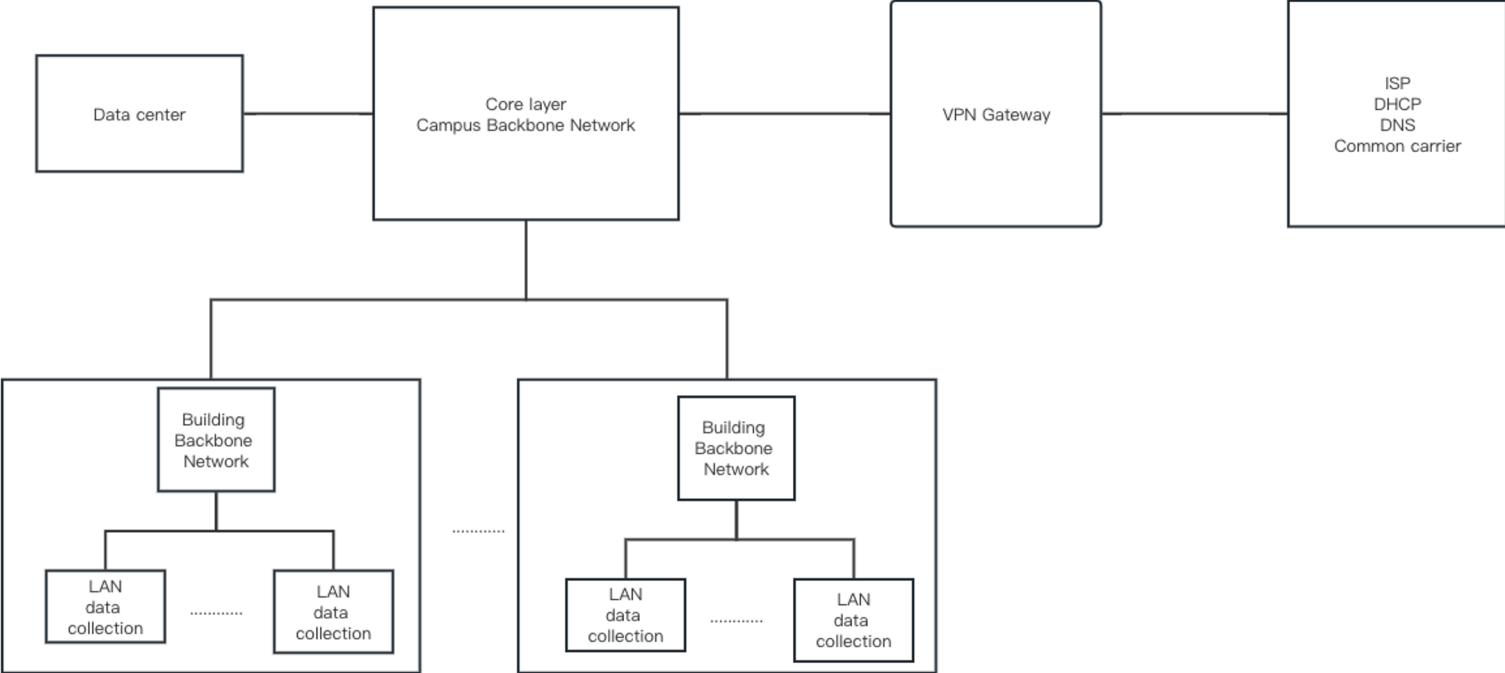 Data center
Core layer
Campus Backbone Network
VPN Gateway
ISP
DHCP
DNS
Common carrier
Building
Backbone
Network
LAN
data
collection
............
LAN
data
collection
............
Building
Backbone
Network
LAN
data
collection
............
LAN
data
collection